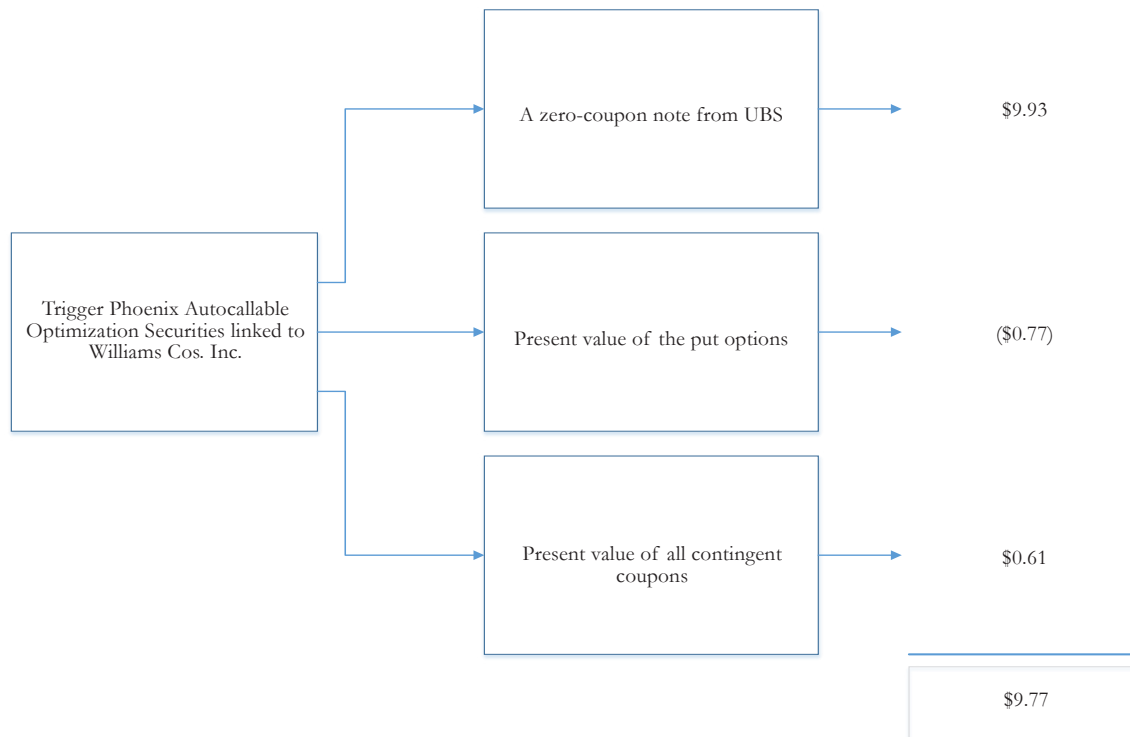 A zero-coupon note from UBS
$9.93
Trigger Phoenix Autocallable
Optimization Securities linked to
Williams Cos. Inc.
Present value of the put options
($0.77)
Present value of all contingent
coupons
$0.61
$9.77